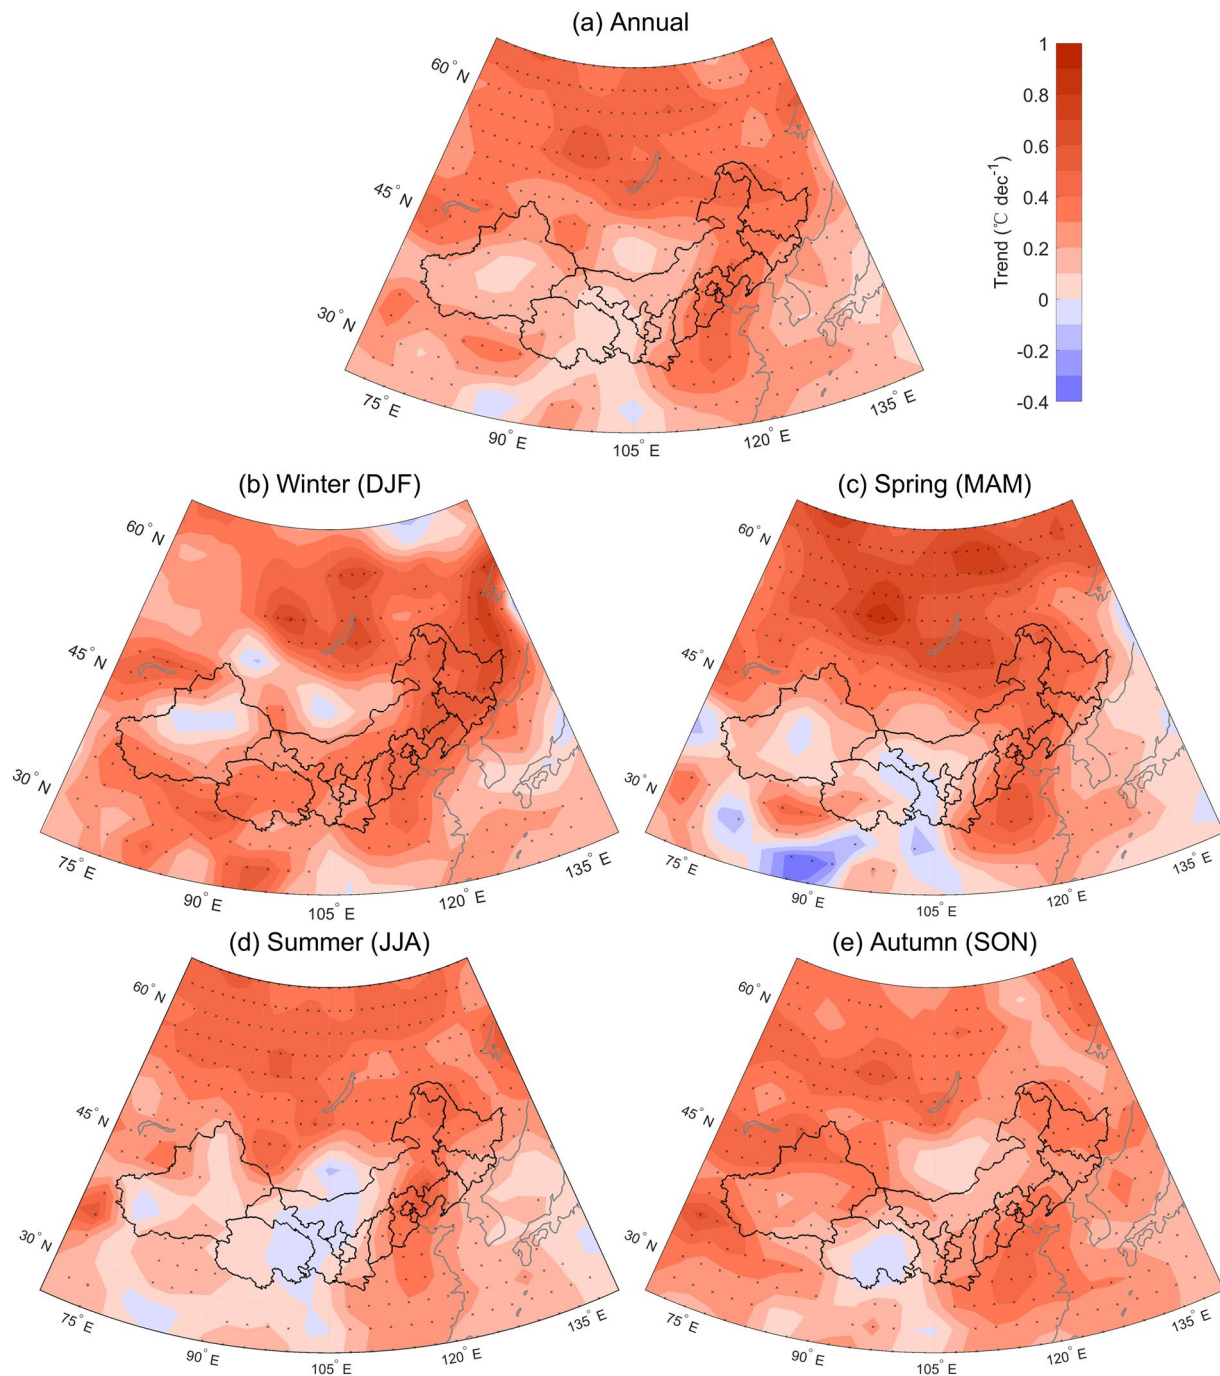 (a) Annual
60° N
45° N
30° N
75° E
90° E
105° E
120° E
135° E
1
0.8
0.6
0.4
0.2
0
-0.2
-0.4
Trend (℃ dec⁻¹)
(b) Winter (DJF)
60° N
45° N
30° N
75° E
90° E
105° E
120° E
135° E
(c) Spring (MAM)
60° N
45° N
30° N
75° E
90° E
105° E
120° E
135° E
(d) Summer (JJA)
60° N
45° N
30° N
75° E
90° E
105° E
120° E
135° E
(e) Autumn (SON)
60° N
45° N
30° N
75° E
90° E
105° E
120° E
135° E